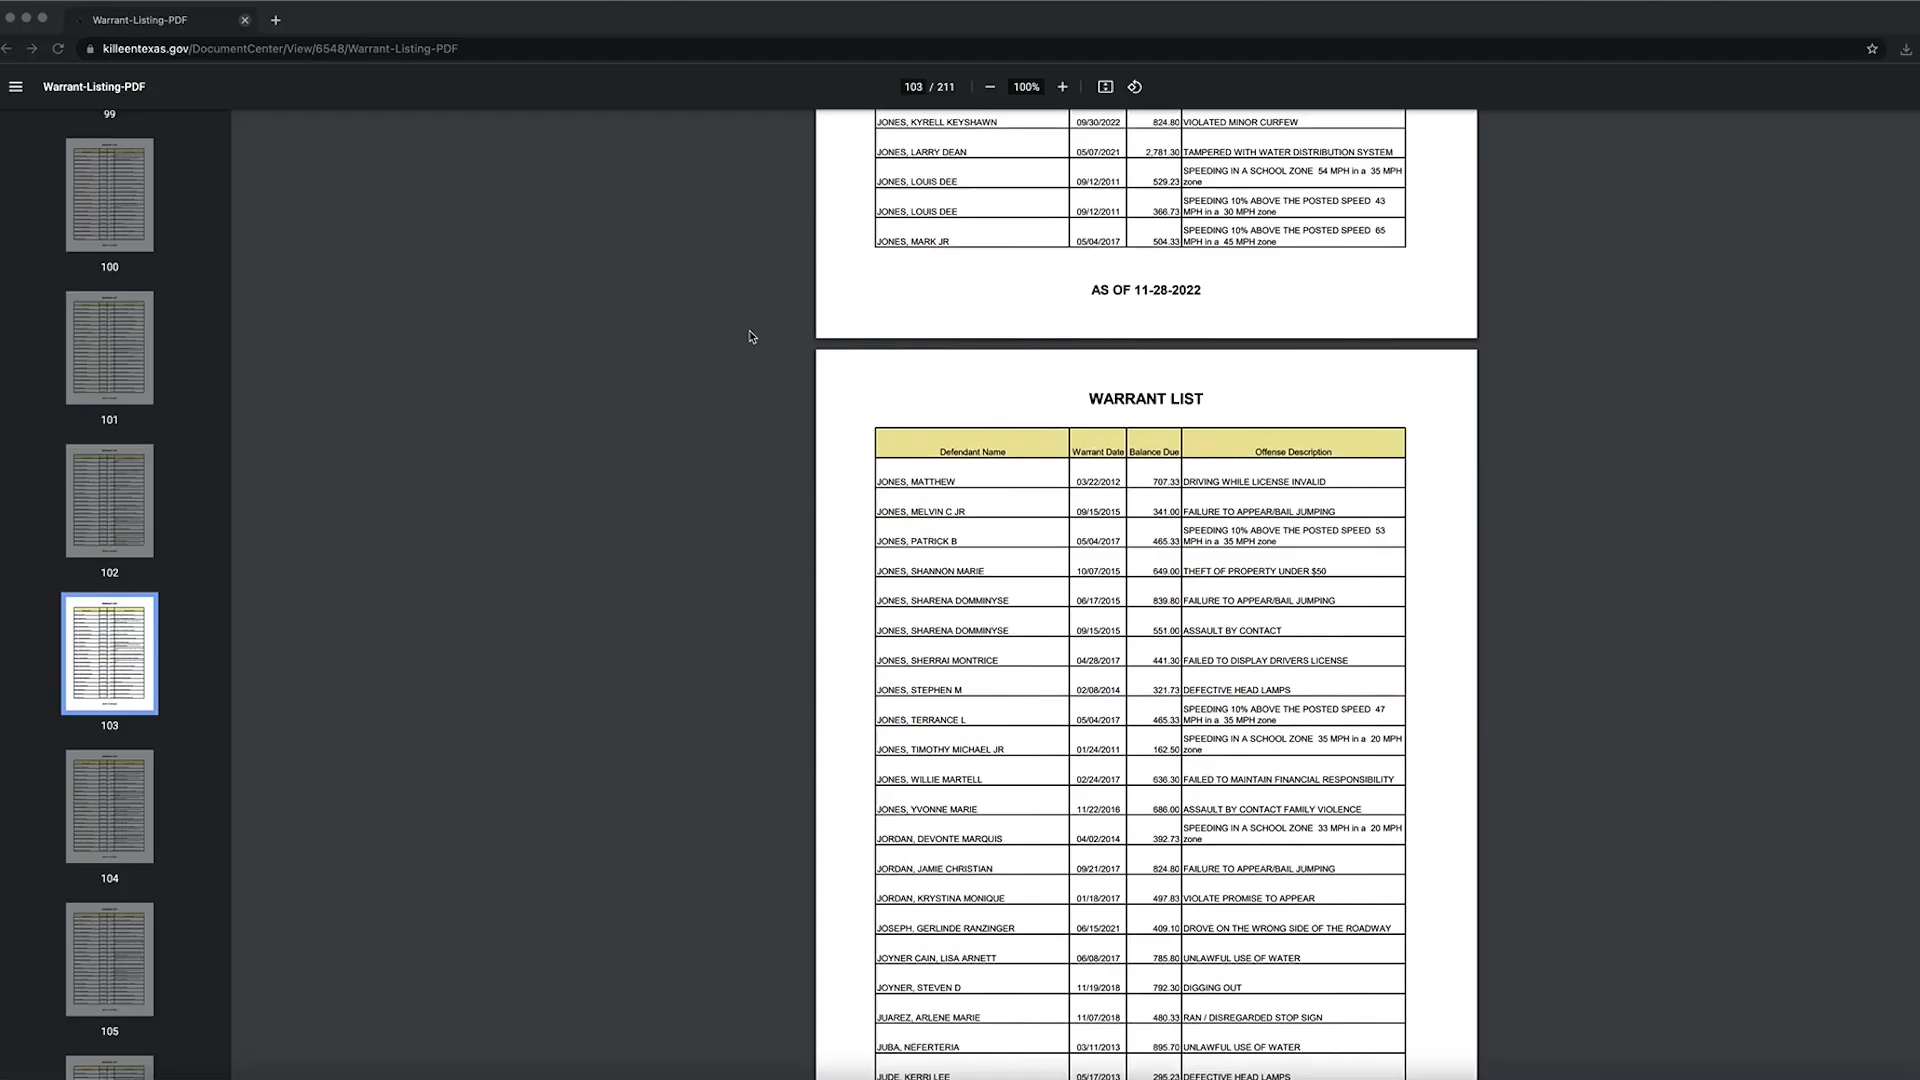 Warrant-Listing-PDF
killeentexas.gov/DocumentCenter/View/6548/Warrant-Listing-PDF
Warrant-Listing-PDF
103 / 211
100%
99
100
101
102
103
104
105
JONES, KYRELL KEYSHAWN 09/30/2022 824.80 VIOLATED MINOR CURFEW
JONES, LARRY DEAN 05/07/2021 2,781.30 TAMPERED WITH WATER DISTRIBUTION SYSTEM
SPEEDING IN A SCHOOL ZONE 54 MPH in a 35 MPH
JONES, LOUIS DEE 09/12/2011 529.23 zone
SPEEDING 10% ABOVE THE POSTED SPEED 43
JONES, LOUIS DEE 09/12/2011 366.73 MPH in a 30 MPH zone
SPEEDING 10% ABOVE THE POSTED SPEED 65
JONES, MARK JR 05/04/2017 504.33 MPH in a 45 MPH zone
AS OF 11-28-2022
WARRANT LIST
Defendant Name Warrant Date Balance Due Offense Description
JONES, MATTHEW 03/22/2012 707.33 DRIVING WHILE LICENSE INVALID
JONES, MELVIN C JR 09/15/2015 341.00 FAILURE TO APPEAR/BAIL JUMPING
SPEEDING 10% ABOVE THE POSTED SPEED 53
JONES, PATRICK B 05/04/2017 465.33 MPH in a 35 MPH zone
JONES, SHANNON MARIE 10/07/2015 649.00 THEFT OF PROPERTY UNDER $50
JONES, SHARENA DOMMINYSE 06/17/2015 839.80 FAILURE TO APPEAR/BAIL JUMPING
JONES, SHARENA DOMMINYSE 09/15/2015 551.00 ASSAULT BY CONTACT
JONES, SHERRAI MONTRICE 04/28/2017 441.30 FAILED TO DISPLAY DRIVERS LICENSE
JONES, STEPHEN M 02/08/2014 321.73 DEFECTIVE HEAD LAMPS
SPEEDING 10% ABOVE THE POSTED SPEED 47
JONES, TERRANCE L 05/04/2017 465.33 MPH in a 35 MPH zone
SPEEDING IN A SCHOOL ZONE 35 MPH in a 20 MPH
JONES, TIMOTHY MICHAEL JR 01/24/2011 162.50 zone
JONES, WILLIE MARTELL 02/24/2017 636.30 FAILED TO MAINTAIN FINANCIAL RESPONSIBILITY
JONES, YVONNE MARIE 11/22/2016 686.00 ASSAULT BY CONTACT FAMILY VIOLENCE
SPEEDING IN A SCHOOL ZONE 33 MPH in a 20 MPH
JORDAN, DEVONTE MARQUIS 04/02/2014 392.73 zone
JORDAN, JAMIE CHRISTIAN 09/21/2017 824.80 FAILURE TO APPEAR/BAIL JUMPING
JORDAN, KRYSTINA MONIQUE 01/18/2017 497.83 VIOLATE PROMISE TO APPEAR
JOSEPH, GERLINDE RANZINGER 06/15/2021 409.10 DROVE ON THE WRONG SIDE OF THE ROADWAY
JOYNER CAIN, LISA ARNETT 06/08/2017 785.80 UNLAWFUL USE OF WATER
JOYNER, STEVEN D 11/19/2018 792.30 DIGGING OUT
JUAREZ, ARLENE MARIE 11/07/2018 480.33 RAN / DISREGARDED STOP SIGN
JUBA, NEFERTERIA 03/11/2013 895.70 UNLAWFUL USE OF WATER
JUDE, KERRI LEE 05/17/2013 295.23 DEFECTIVE HEAD LAMPS